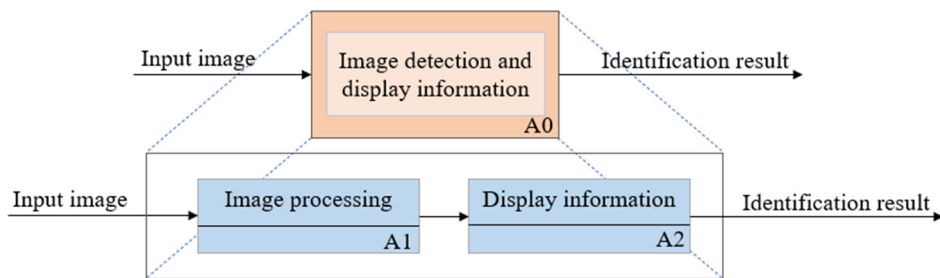 Input image
Image detection and
display information
Identification result
A0
Input image
Image processing
A1
Display information
A2
Identification result